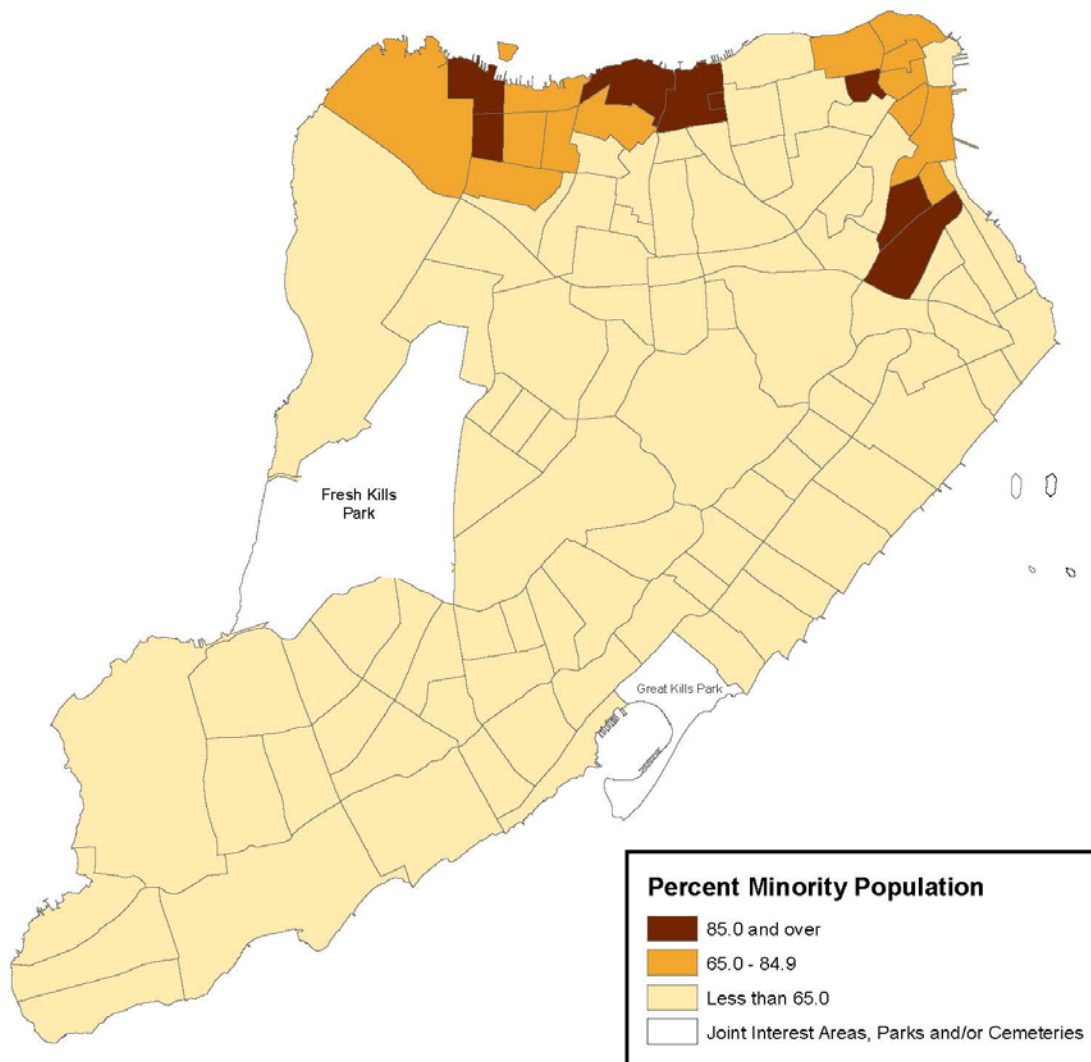 Fresh Kills
Park
Great Kills Park
Percent Minority Population
85.0 and over
65.0 - 84.9
Less than 65.0
Joint Interest Areas, Parks and/or Cemeteries